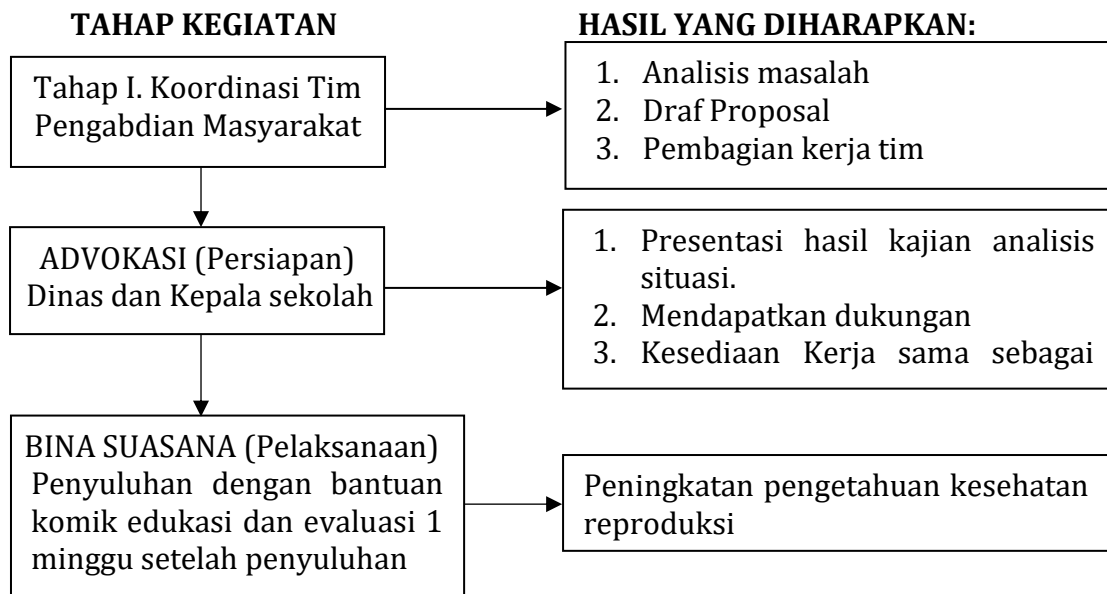 TAHAP KEGIATAN
HASIL YANG DIHARAPKAN:
Tahap I. Koordinasi Tim
Pengabdian Masyarakat
1. Analisis masalah
2. Draf Proposal
3. Pembagian kerja tim
ADVOKASI (Persiapan)
Dinas dan Kepala sekolah
1. Presentasi hasil kajian analisis
situasi.
2. Mendapatkan dukungan
3. Kesediaan Kerja sama sebagai
BINA SUASANA (Pelaksanaan)
Penyuluhan dengan bantuan
komik edukasi dan evaluasi 1
minggu setelah penyuluhan
Peningkatan pengetahuan kesehatan
reproduksi